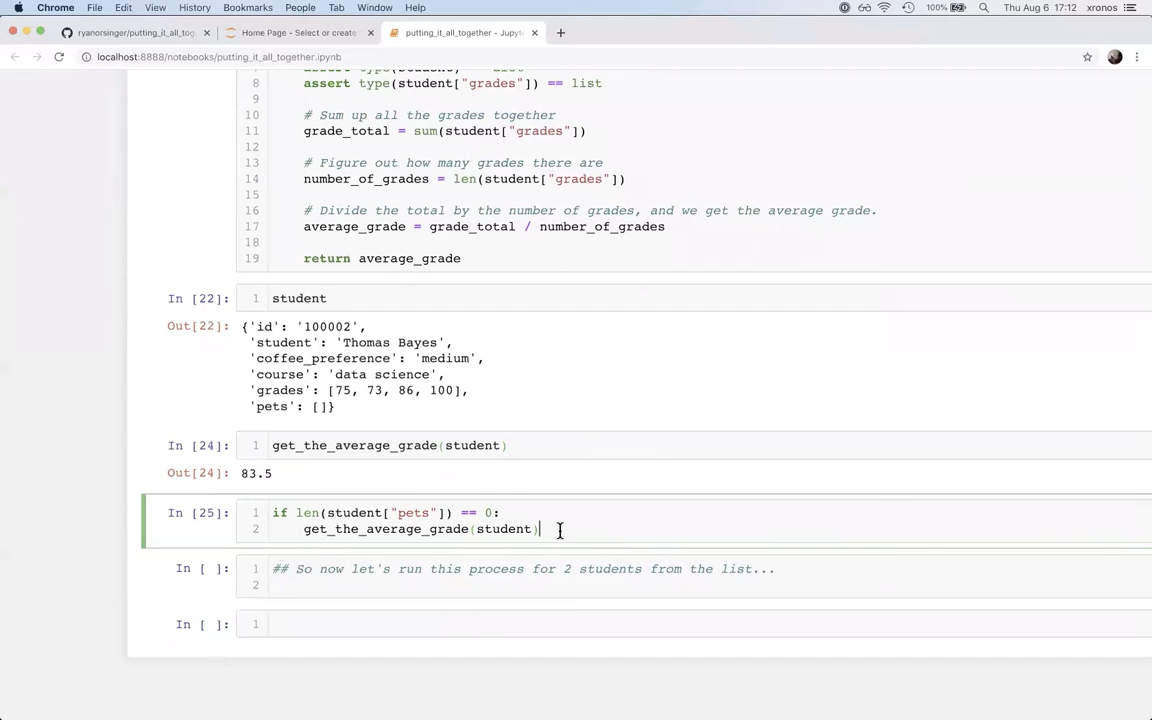 Chrome File Edit View History Bookmarks People Tab Window Help 100% Thu Aug 6 17:12 xronos
ryanorsinger/putting_it_all_tog Home Page - Select or create putting_it_all_together - Jupyt
localhost:8888/notebooks/putting_it_all_together.ipynb
8 assert type(student["grades"]) == list
9
10 # Sum up all the grades together
11 grade_total = sum(student["grades"])
12
13 # Figure out how many grades there are
14 number_of_grades = len(student["grades"])
15
16 # Divide the total by the number of grades, and we get the average grade.
17 average_grade = grade_total / number_of_grades
18
19 return average_grade
In [22]: 1 student
Out[22]: {'id': '100002',
'student': 'Thomas Bayes',
'coffee_preference': 'medium',
'course': 'data science',
'grades': [75, 73, 86, 100],
'pets': []}
In [24]: 1 get_the_average_grade(student)
Out[24]: 83.5
In [25]: 1 if len(student["pets"]) == 0:
2 get_the_average_grade(student)
In [ ]: 1 ## So now let's run this process for 2 students from the list...
2
In [ ]: 1